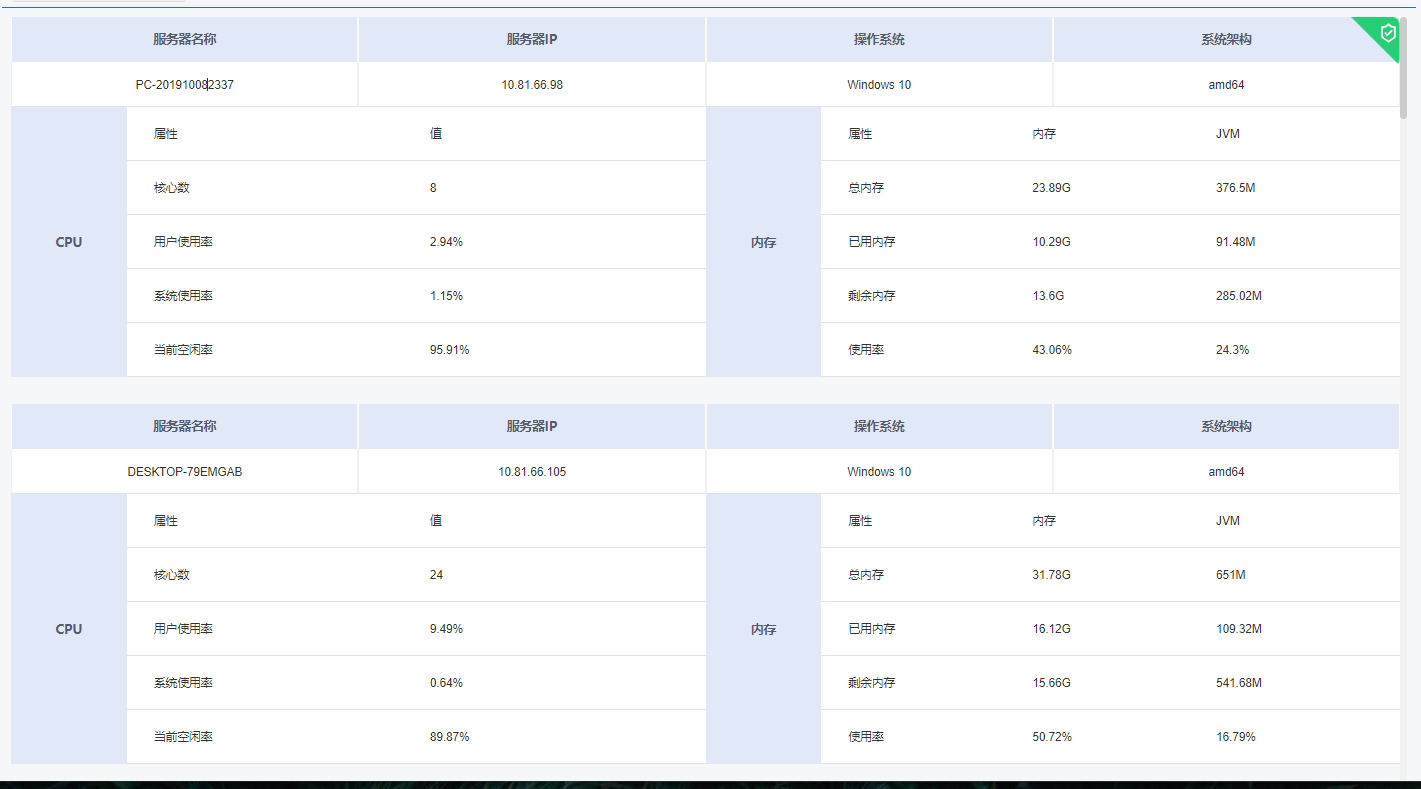 服务器名称 服务器IP 操作系统 系统架构
PC-201910082337 10.81.66.98 Windows 10 amd64
属性 值 属性 内存 JVM
核心数 8 总内存 23.89G 376.5M
CPU 用户使用率 2.94% 内存 已用内存 10.29G 91.48M
系统使用率 1.15% 剩余内存 13.6G 285.02M
当前空闲率 95.91% 使用率 43.06% 24.3%
服务器名称 服务器IP 操作系统 系统架构
DESKTOP-79EMGAB 10.81.66.105 Windows 10 amd64
属性 值 属性 内存 JVM
核心数 24 总内存 31.78G 651M
CPU 用户使用率 9.49% 内存 已用内存 16.12G 109.32M
系统使用率 0.64% 剩余内存 15.66G 541.68M
当前空闲率 89.87% 使用率 50.72% 16.79%